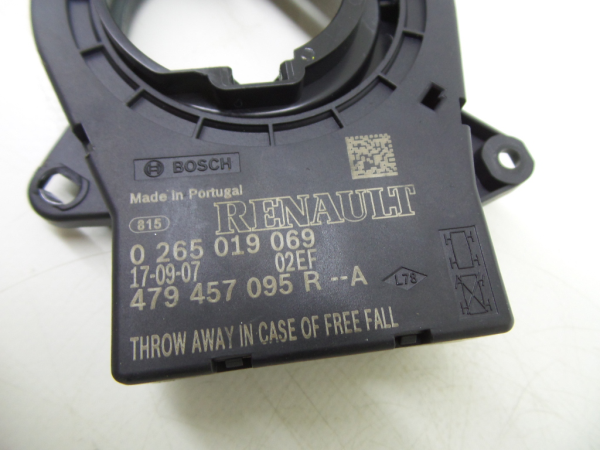 BOSCH
Made in Portugal
815
RENAULT
0 265 019 069
17-09-07 02EF
479 457 095 R --A
L78
THROW AWAY IN CASE OF FREE FALL